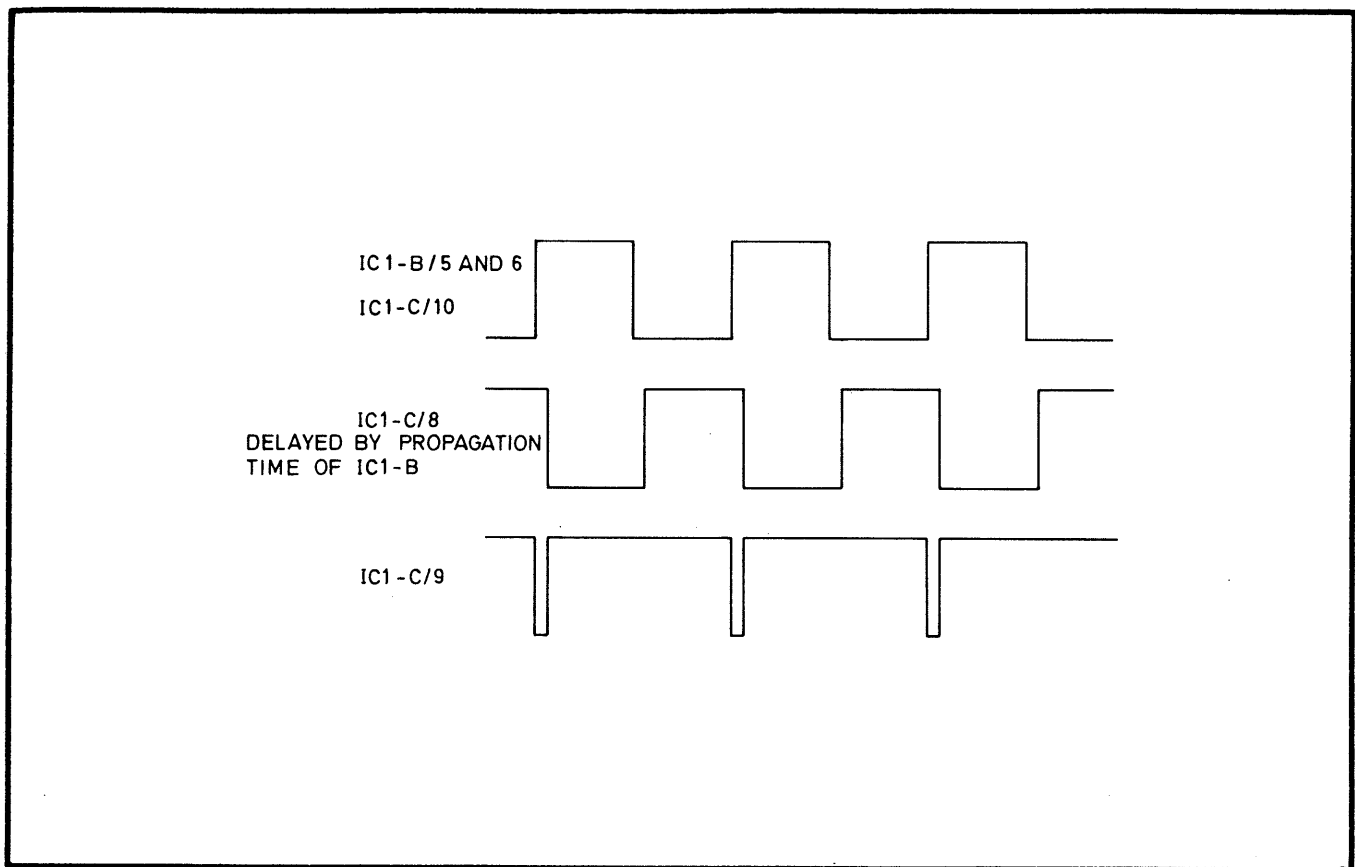 IC1-B/5 AND 6
IC1-C/10
IC1-C/8
DELAYED BY PROPAGATION
TIME OF IC1-B
IC1-C/9